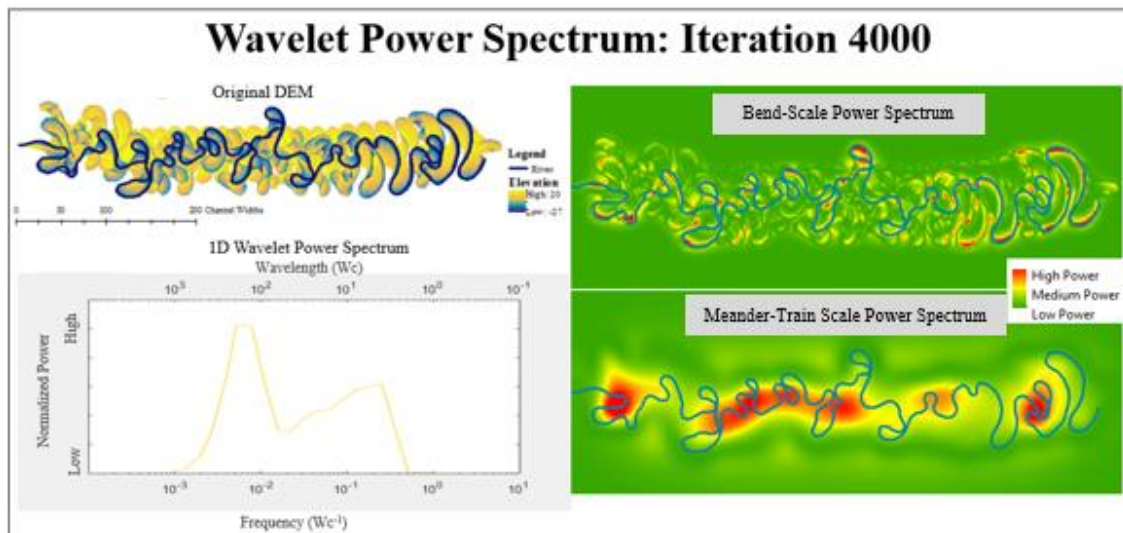 Wavelet Power Spectrum: Iteration 4000
Original DEM
Legend
River
Elevation
High: 20
Low: -27
0 50 100 200 Channel Widths
1D Wavelet Power Spectrum
Wavelength (Wc)
10³ 10² 10¹ 10⁰ 10⁻¹
Normalized Power
High
Low
10⁻³ 10⁻² 10⁻¹ 10⁰ 10¹
Frequency (Wc⁻¹)
Bend-Scale Power Spectrum
High Power
Medium Power
Low Power
Meander-Train Scale Power Spectrum